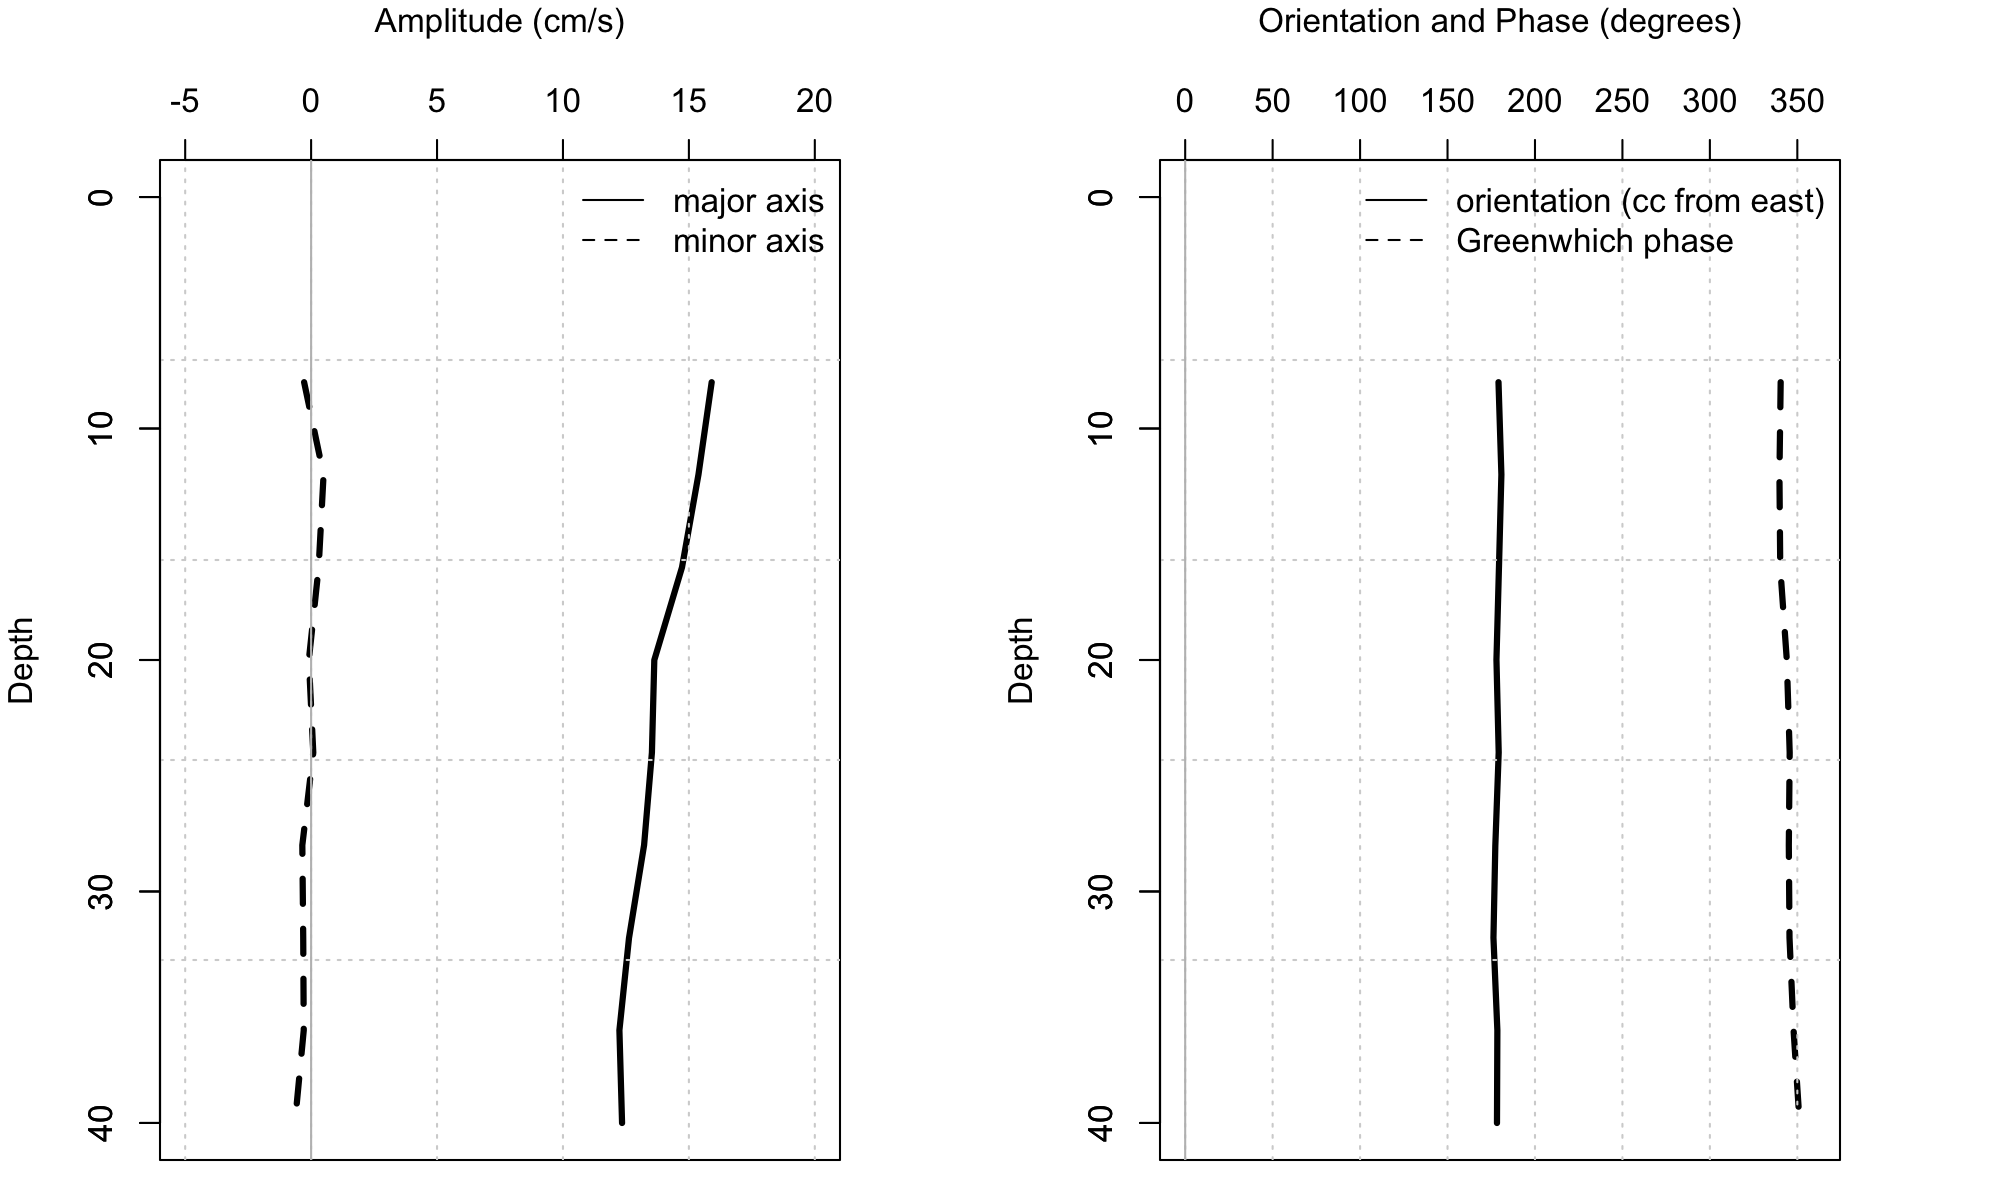 Amplitude (cm/s)
-5 0 5 10 15 20
major axis
minor axis
0
10
20
30
40
Depth
Orientation and Phase (degrees)
0 50 100 150 200 250 300 350
orientation (cc from east)
Greenwhich phase
0
10
20
30
40
Depth